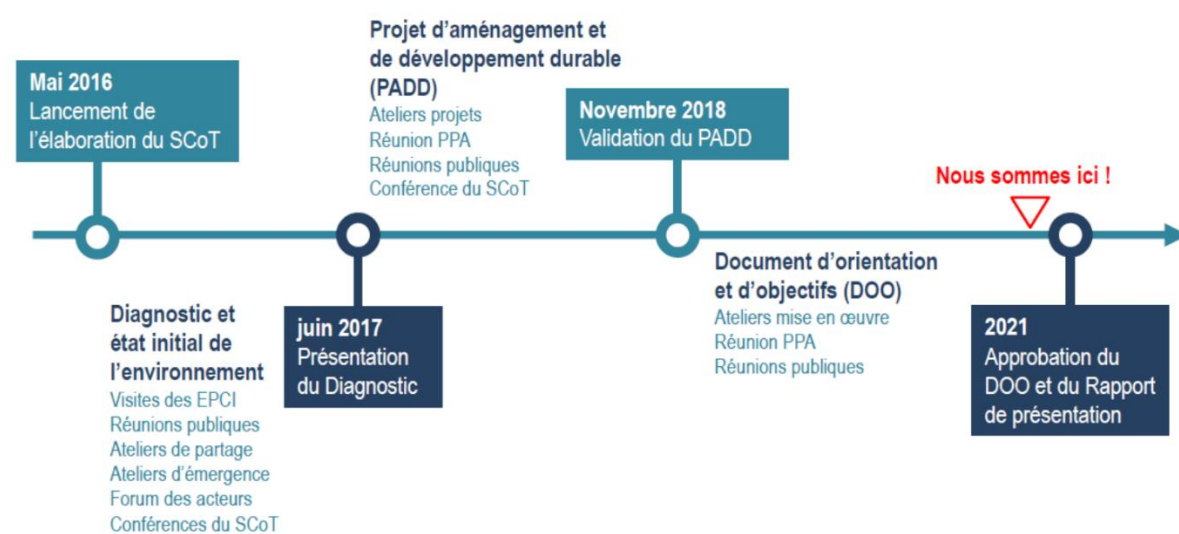 Mai 2016
Lancement de
l'élaboration du SCoT
Projet d'aménagement et
de développement durable
(PADD)
Ateliers projets
Réunion PPA
Réunions publiques
Conférence du SCoT
Novembre 2018
Validation du PADD
Nous sommes ici !
Diagnostic et
état initial de
l'environnement
Visites des EPCI
Réunions publiques
Ateliers de partage
Ateliers d'émergence
Forum des acteurs
Conférences du SCoT
juin 2017
Présentation
du Diagnostic
Document d'orientation
et d'objectifs (DOO)
Ateliers mise en œuvre
Réunion PPA
Réunions publiques
2021
Approbation du
DOO et du Rapport
de présentation